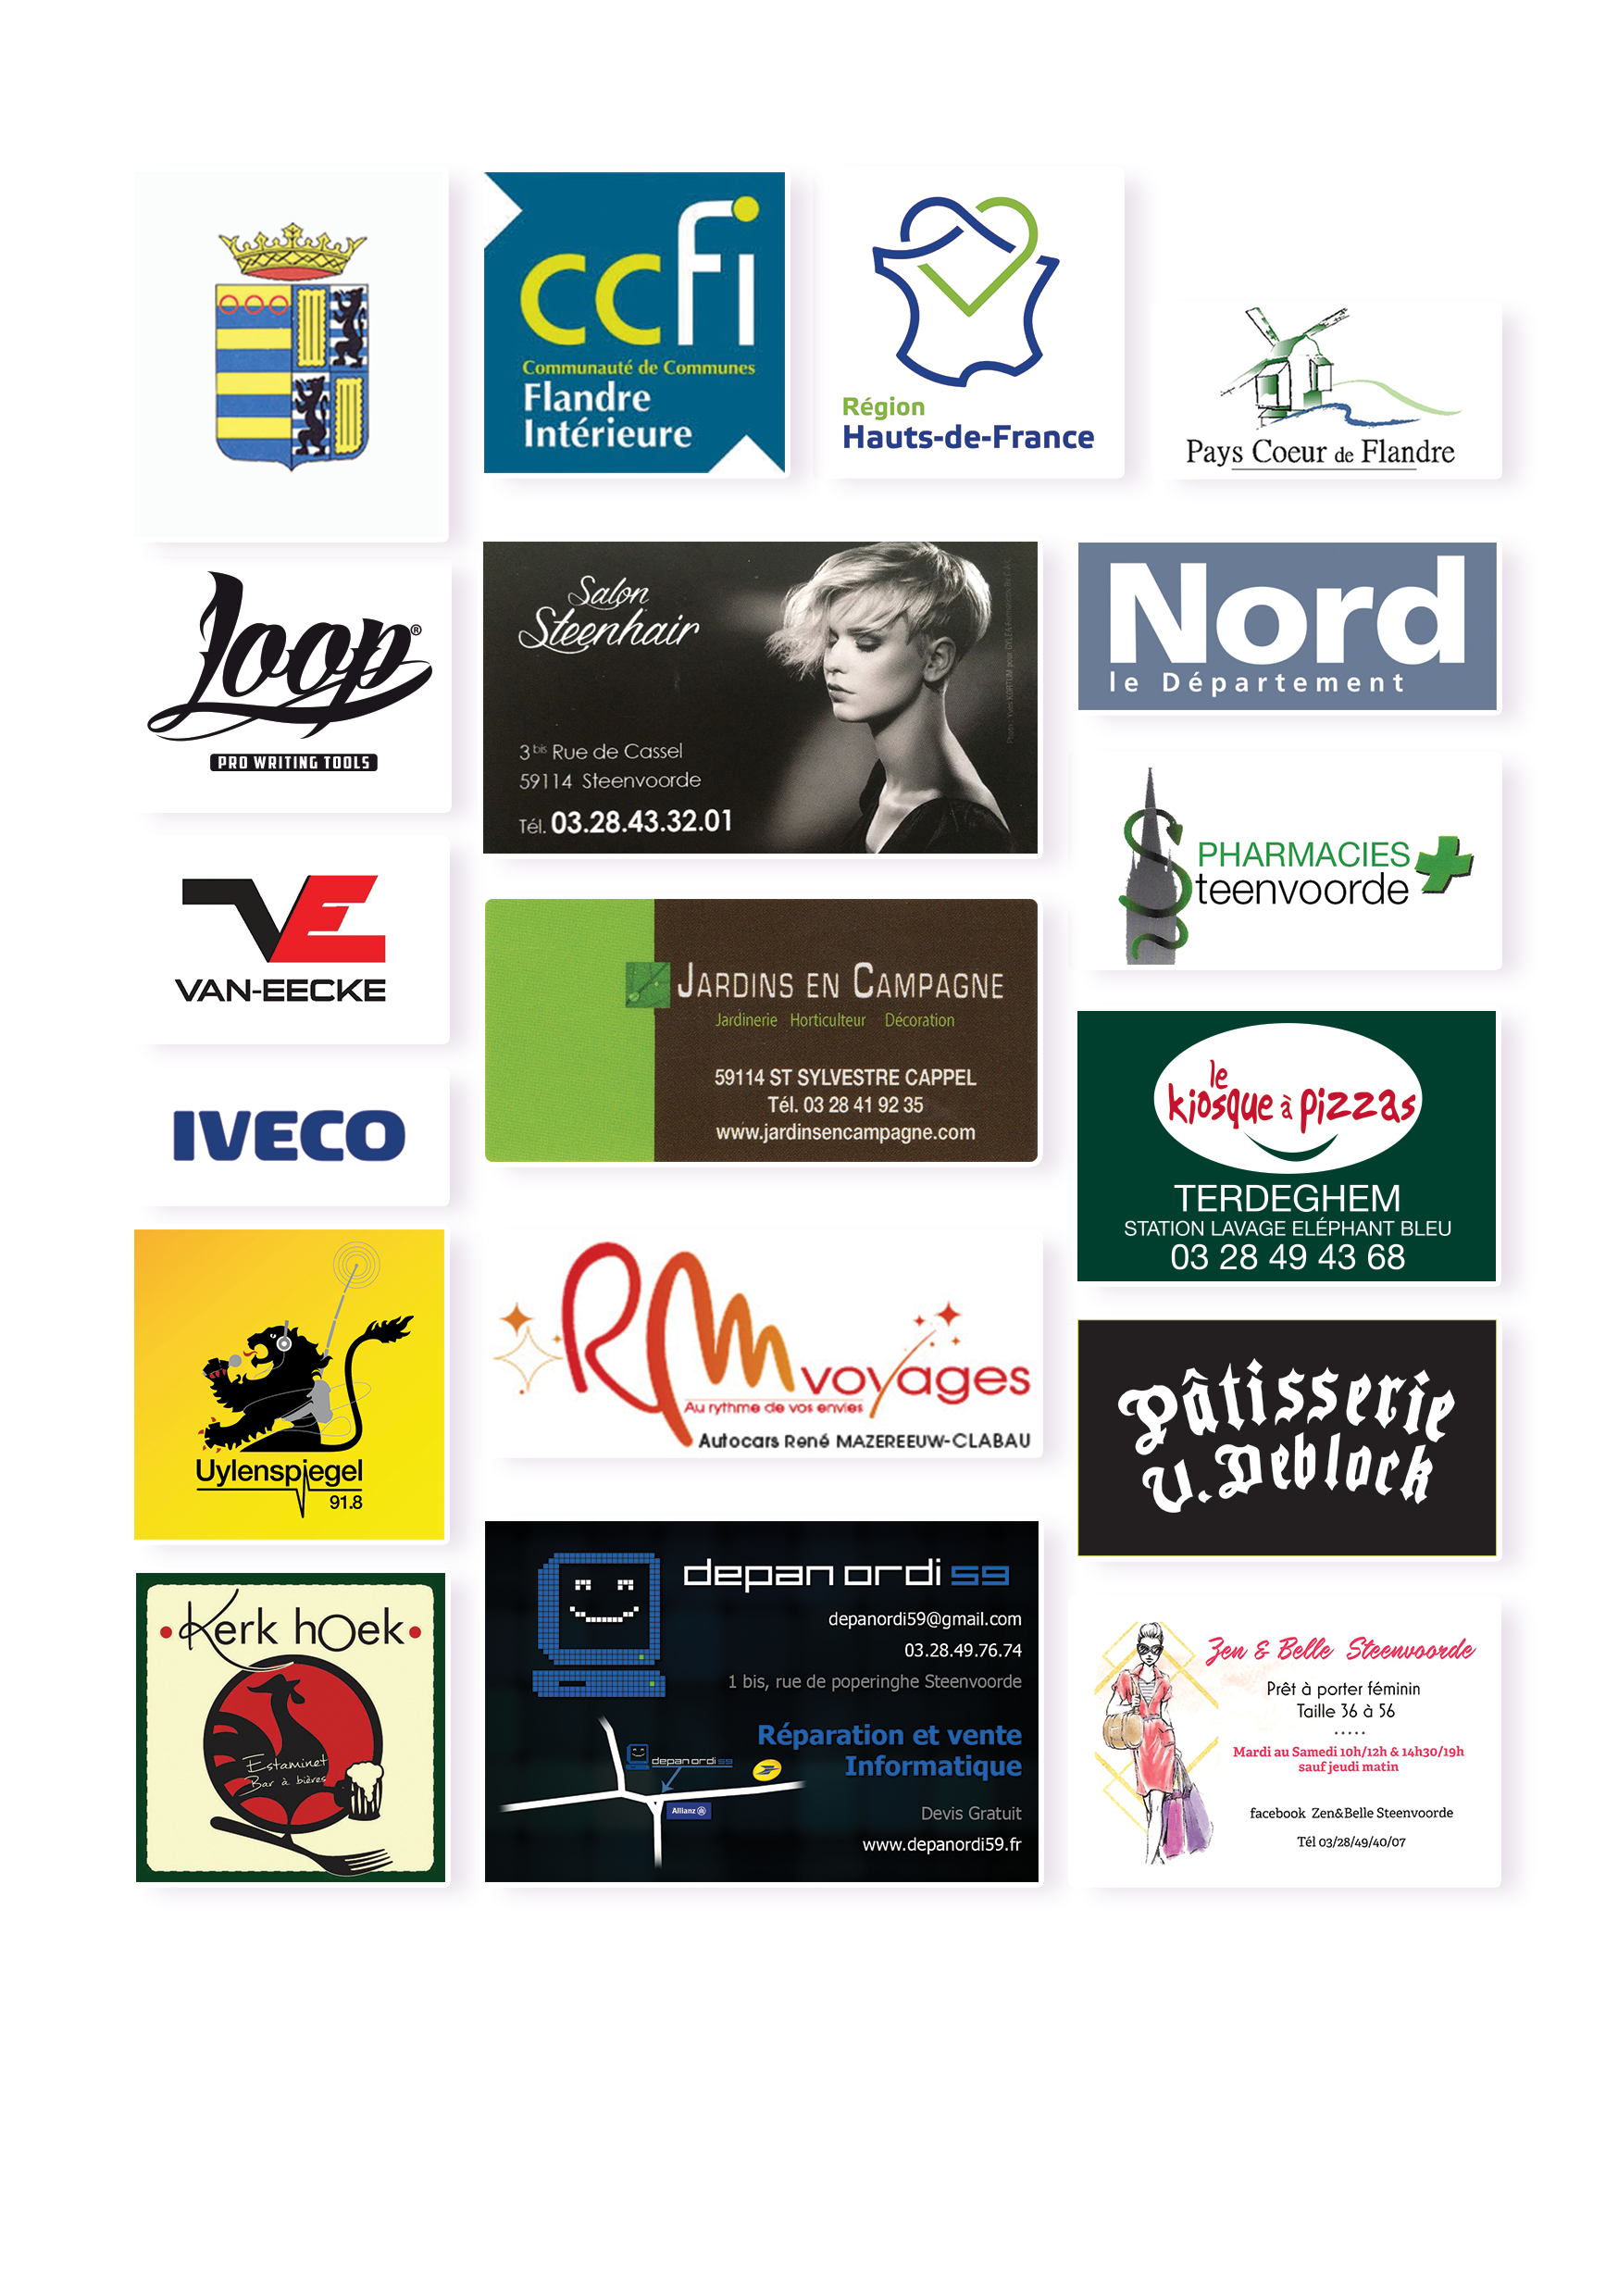 ccfi
Communauté de Communes
Flandre
Intérieure
Région
Hauts-de-France
Pays Coeur de Flandre
Loop®
PRO WRITING TOOLS
Salon
Steenhair
3 bis Rue de Cassel
59114 Steenvoorde
Tél. 03.28.43.32.01
Nord
le Département
PHARMACIES
Steenvoorde
VE
VAN-EECKE
JARDINS EN CAMPAGNE
Jardinerie Horticulteur Décoration
59114 ST SYLVESTRE CAPPEL
Tél. 03 28 41 92 35
www.jardinsencampagne.com
le
kiosque à pizzas
TERDEGHEM
STATION LAVAGE ELÉPHANT BLEU
03 28 49 43 68
IVECO
Uylenspiegel
91.8
RM voyages
Au rythme de vos envies
Autocars René MAZEREEUW-CLABAU
Pâtisserie
V. Deblock
Kerk hOek
Estaminet
Bar à bières
depan ordi 59
depanordi59@gmail.com
03.28.49.76.74
1 bis, rue de poperinghe Steenvoorde
Réparation et vente
Informatique
depan ordi 59
Allianz
Devis Gratuit
www.depanordi59.fr
Zen & Belle Steenvoorde
Prêt à porter féminin
Taille 36 à 56
Mardi au Samedi 10h/12h & 14h30/19h
sauf jeudi matin
facebook Zen&Belle Steenvoorde
Tél 03/28/49/40/07